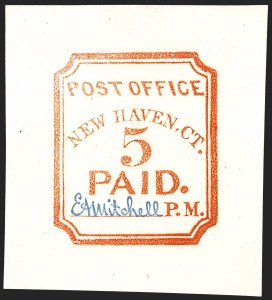 POST OFFICE
NEW HAVEN, CT.
5
PAID.
E A Mitchell P. M.